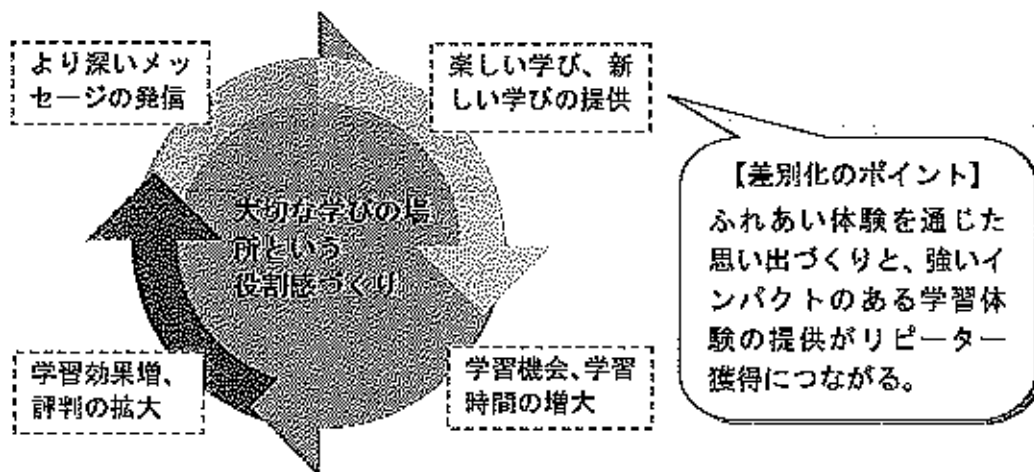 より深いメッ
セージの発信
楽しい学び、新
しい学びの提供
【差別化のポイント】
ふれあい体験を通じた
思い出づくりと、強いイ
ンパクトのある学習体
験の提供がリピーター
獲得につながる。
大切な学びの場
所という
役割感づくり
学習効果増、
評判の拡大
学習機会、学習
時間の増大